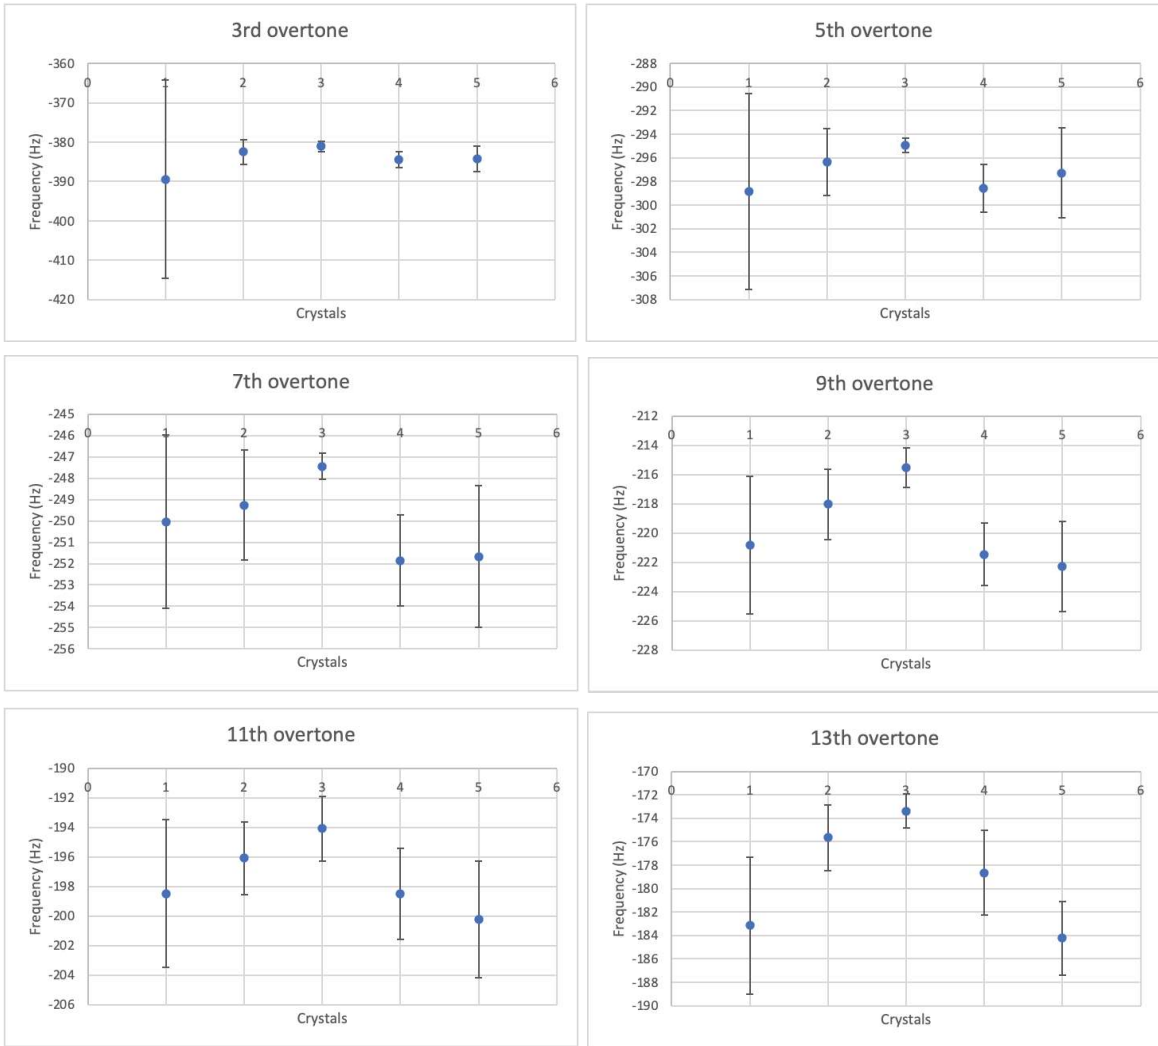 3rd overtone
-360
0 1 2 3 4 5 6
-370
-380
-390
-400
-410
-420
Frequency (Hz)
Crystals
5th overtone
-288
0 1 2 3 4 5 6
-290
-292
-294
-296
-298
-300
-302
-304
-306
-308
Frequency (Hz)
Crystals
7th overtone
-245
0 1 2 3 4 5 6
-246
-247
-248
-249
-250
-251
-252
-253
-254
-255
-256
Frequency (Hz)
Crystals
9th overtone
-212
0 1 2 3 4 5 6
-214
-216
-218
-220
-222
-224
-226
-228
Frequency (Hz)
Crystals
11th overtone
-190
0 1 2 3 4 5 6
-192
-194
-196
-198
-200
-202
-204
-206
Frequency (Hz)
Crystals
13th overtone
-170
0 1 2 3 4 5 6
-172
-174
-176
-178
-180
-182
-184
-186
-188
-190
Frequency (Hz)
Crystals